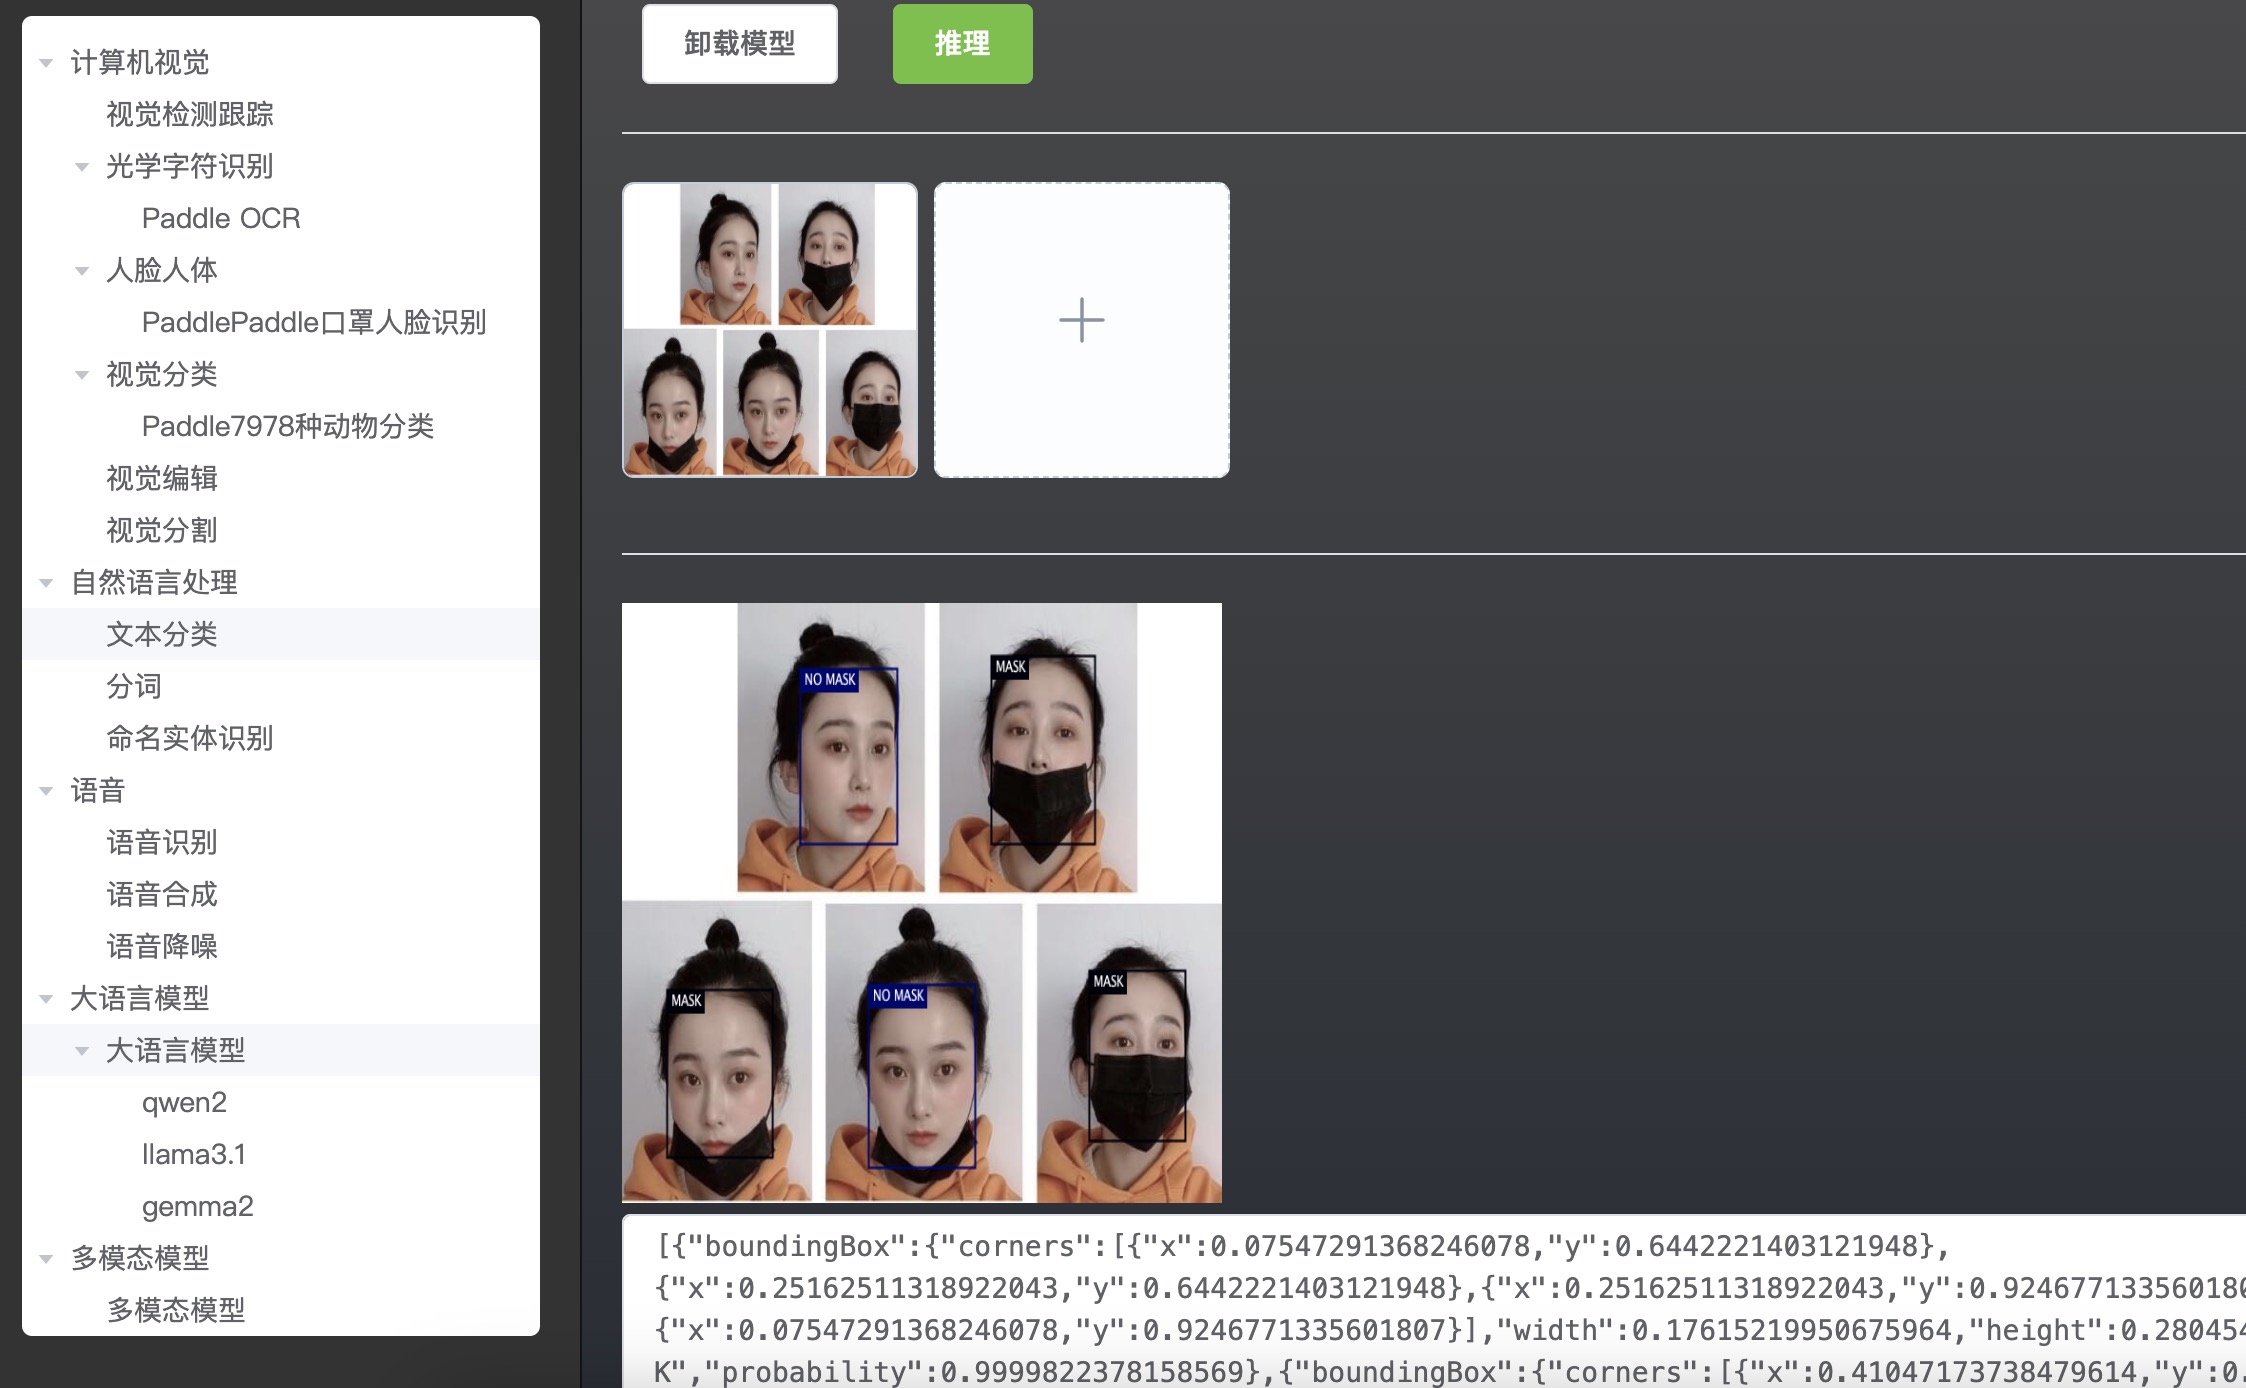 计算机视觉
视觉检测跟踪
光学字符识别
Paddle OCR
人脸人体
PaddlePaddle口罩人脸识别
视觉分类
Paddle7978种动物分类
视觉编辑
视觉分割
自然语言处理
文本分类
分词
命名实体识别
语音
语音识别
语音合成
语音降噪
大语言模型
大语言模型
qwen2
llama3.1
gemma2
多模态模型
多模态模型
卸载模型
推理
NO MASK
MASK
MASK
NO MASK
MASK
[{"boundingBox":{"corners":[{"x":0.07547291368246078,"y":0.6442221403121948},
{"x":0.25162511318922043,"y":0.6442221403121948},{"x":0.25162511318922043,"y":0.924677133560180
{"x":0.07547291368246078,"y":0.9246771335601807}],"width":0.17615219950675964,"height":0.280454
K","probability":0.9999822378158569},{"boundingBox":{"corners":[{"x":0.41047173738479614,"y":0.